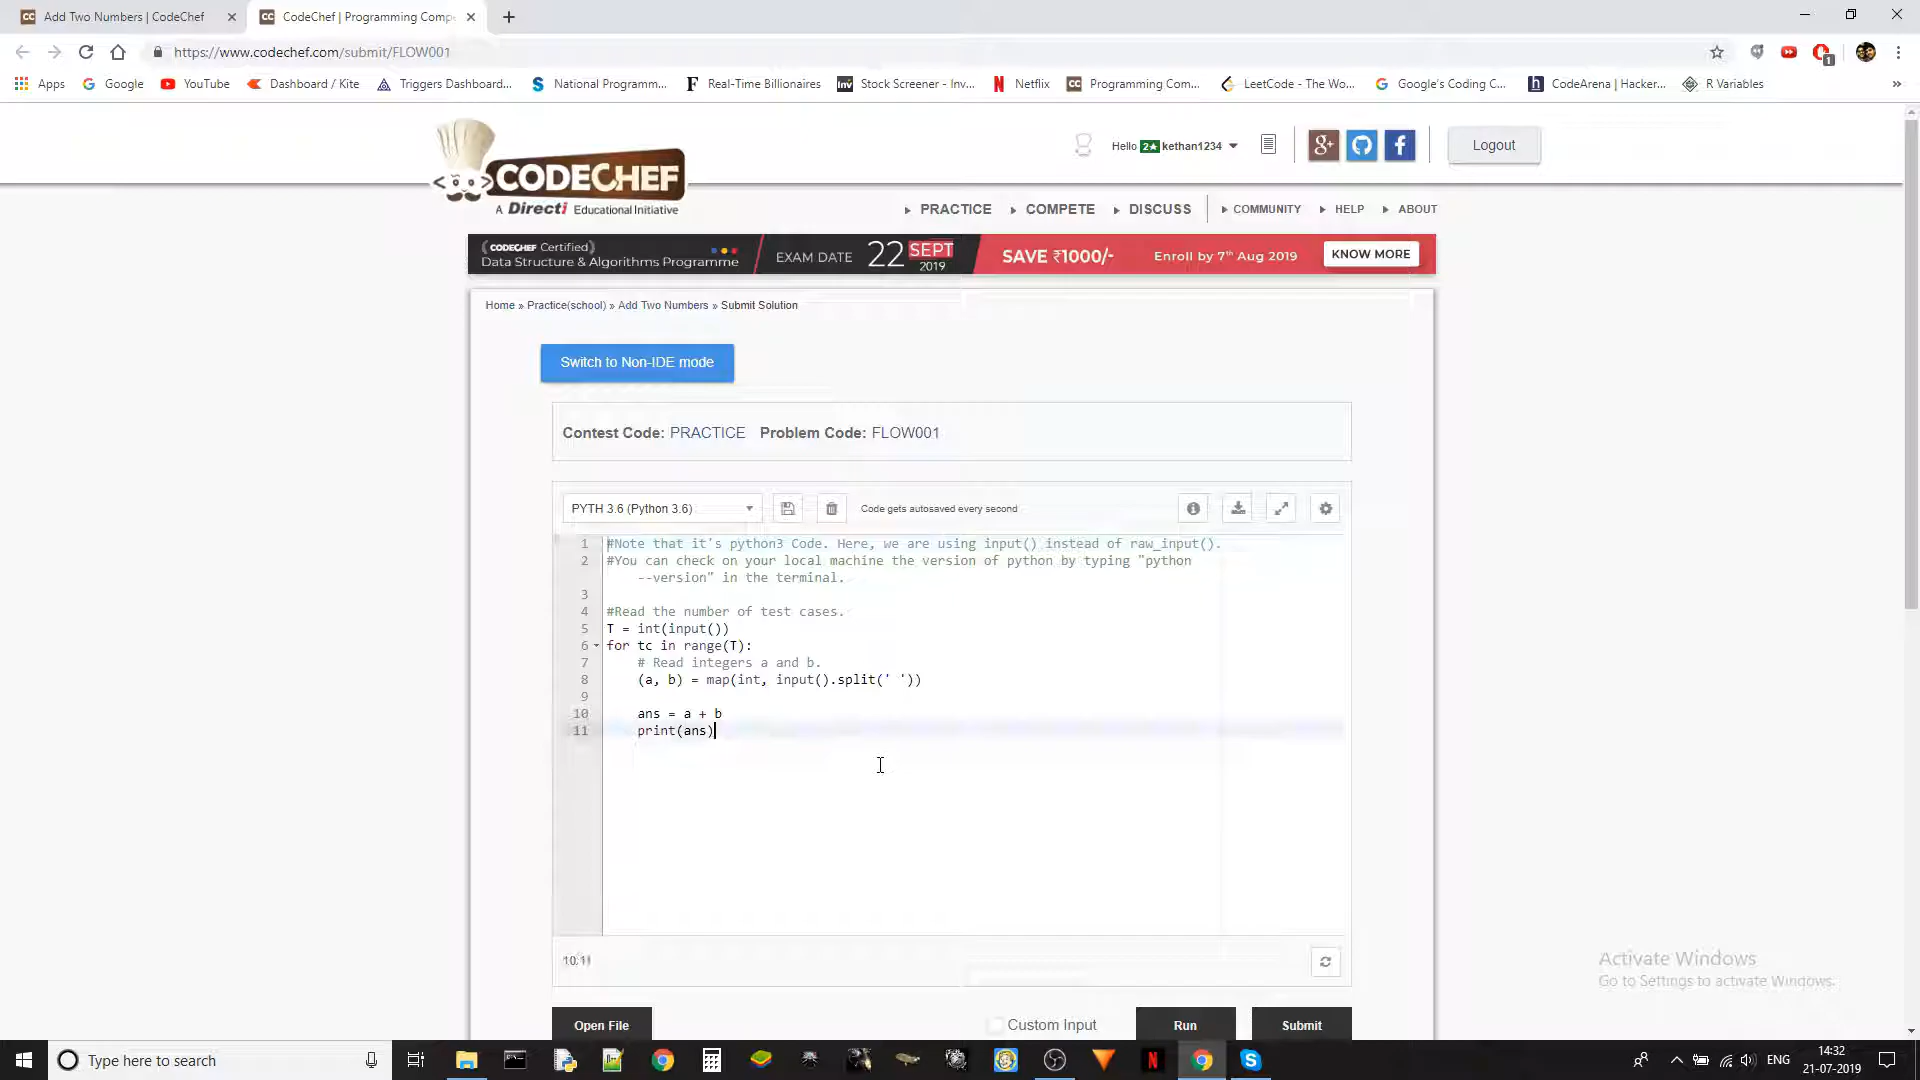 Add Two Numbers | CodeChef
CodeChef | Programming Compe
https://www.codechef.com/submit/FLOW001
Apps
Google
YouTube
Dashboard / Kite
Triggers Dashboard...
National Programm...
Real-Time Billionaires
Stock Screener - Inv...
Netflix
Programming Com...
LeetCode - The Wo...
Google's Coding C...
CodeArena | Hacker...
R Variables
CODECHEF
A Directi Educational Initiative
Hello 2★ kethan1234
Logout
PRACTICE
COMPETE
DISCUSS
COMMUNITY
HELP
ABOUT
CODECHEF Certified
Data Structure & Algorithms Programme
EXAM DATE
22 SEPT 2019
SAVE ₹1000/-
Enroll by 7th Aug 2019
KNOW MORE
Home » Practice(school) » Add Two Numbers » Submit Solution
Switch to Non-IDE mode
Contest Code: PRACTICE Problem Code: FLOW001
PYTH 3.6 (Python 3.6)
Code gets autosaved every second
1 #Note that it's python3 Code. Here, we are using input() instead of raw_input().
2 #You can check on your local machine the version of python by typing "python
--version" in the terminal.
3
4 #Read the number of test cases.
5 T = int(input())
6 for tc in range(T):
7 # Read integers a and b.
8 (a, b) = map(int, input().split(' '))
9
10 ans = a + b
11 print(ans)
Open File
Custom Input
Run
Submit
Activate Windows
Go to Settings to activate Windows.
Type here to search
ENG
14:32
21-07-2019